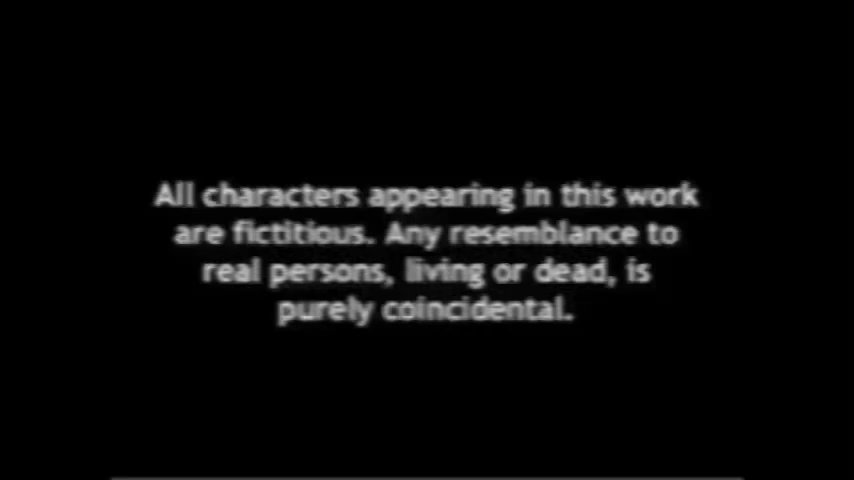 All characters appearing in this work
are fictitious. Any resemblance to
real persons, living or dead, is
purely coincidental.